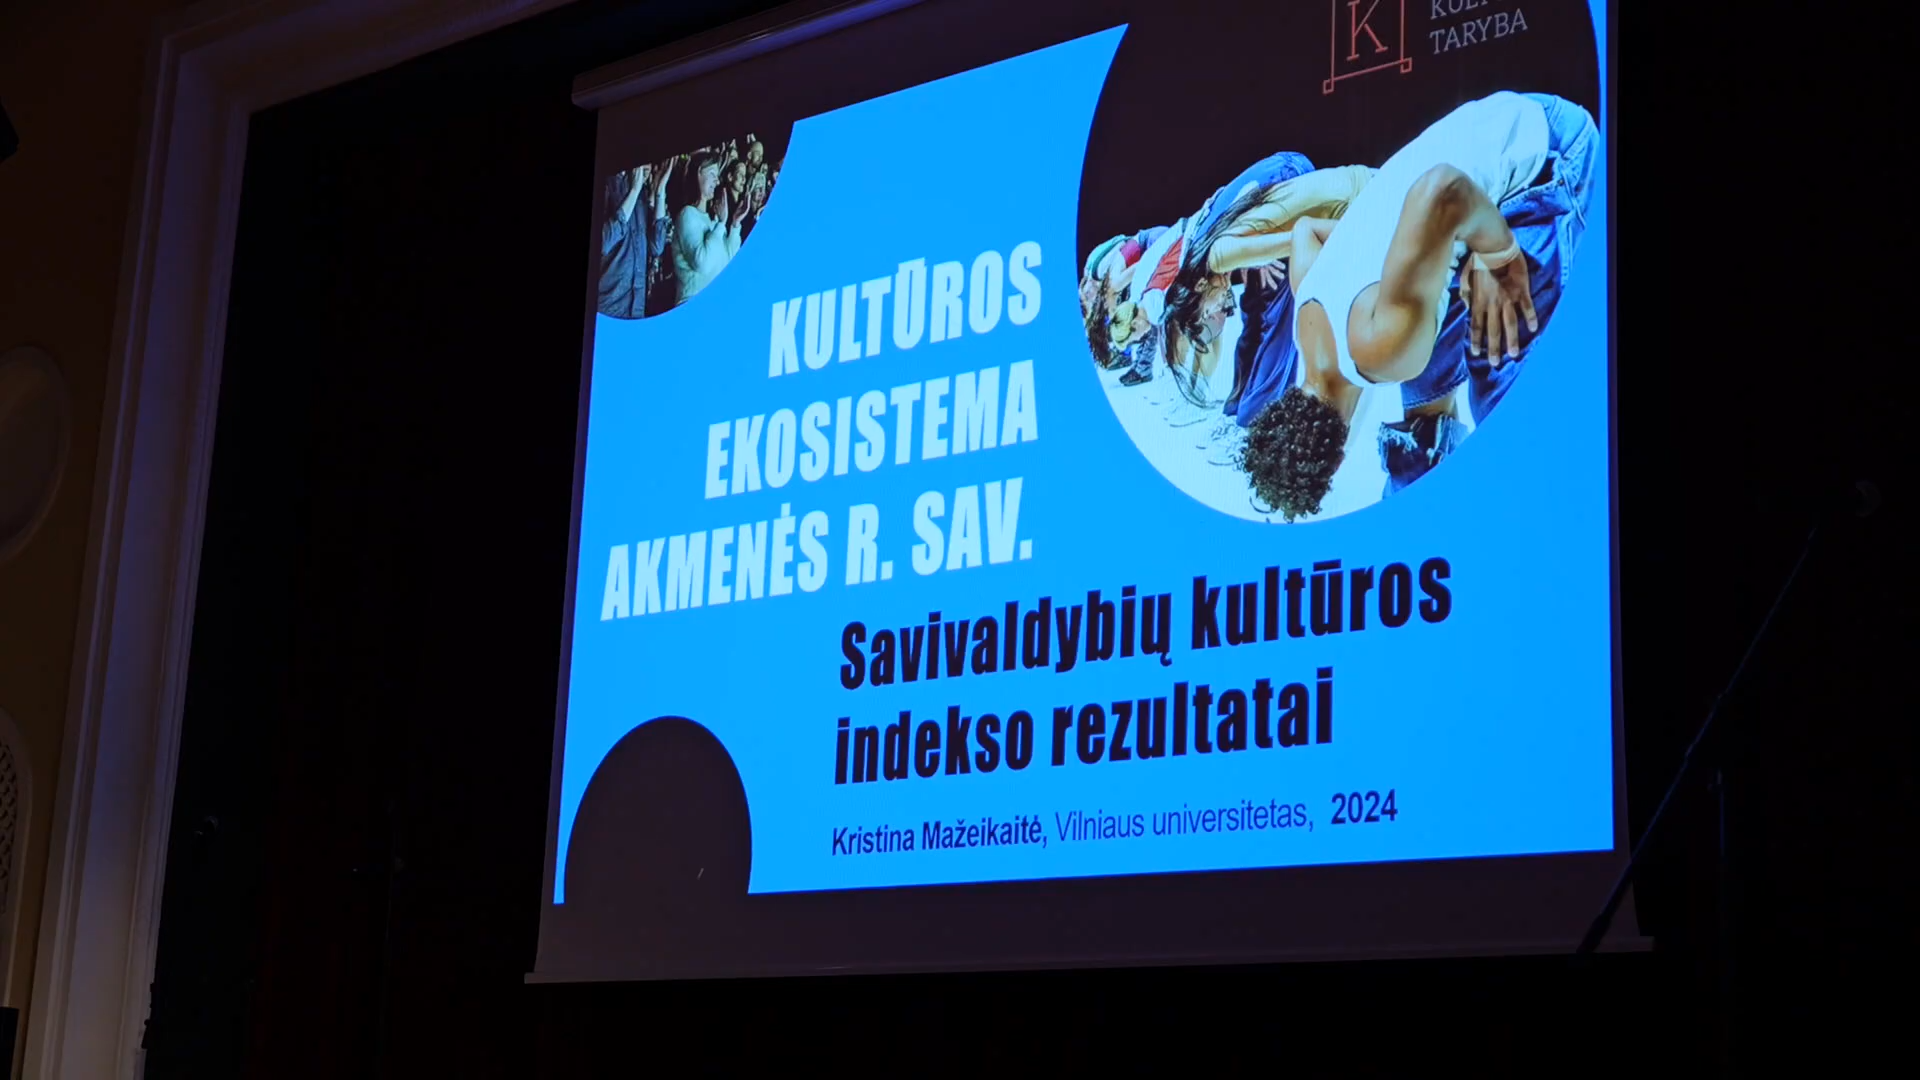 K
TARYBA
KULTŪROS
EKOSISTEMA
AKMENĖS R. SAV.
Savivaldybių kultūros
indekso rezultatai
Kristina Mažeikaitė, Vilniaus universitetas, 2024